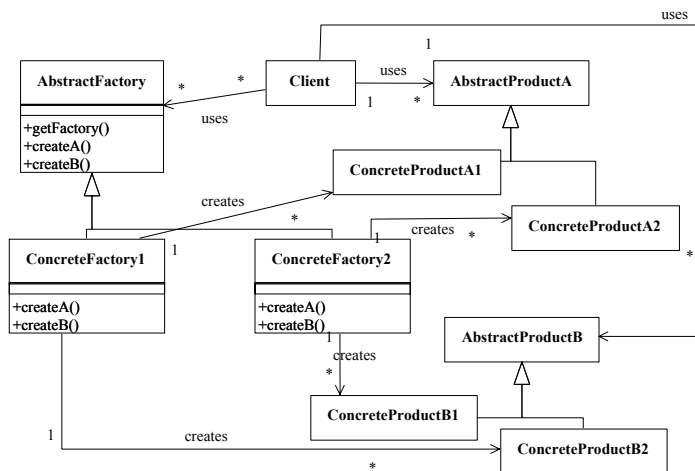 uses
1
AbstractFactory
*
*
Client
uses
AbstractProductA
1
*
uses
+getFactory()
+createA()
+createB()
ConcreteProductA1
creates
*
ConcreteProductA2
1
1
creates
*
*
ConcreteFactory1
ConcreteFactory2
+createA()
+createB()
+createA()
+createB()
AbstractProductB
1
creates
*
ConcreteProductB1
1
creates
ConcreteProductB2
*